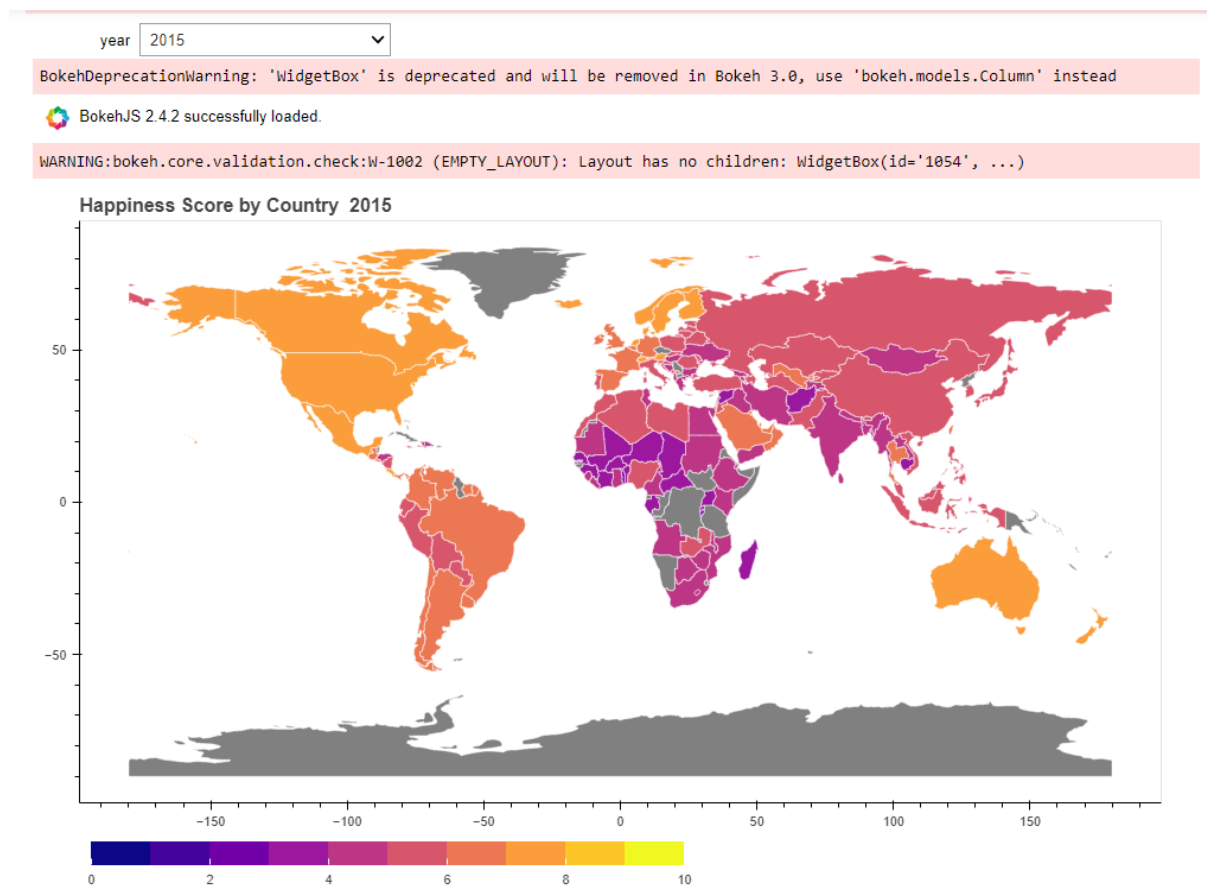 year 2015
BokehDeprecationWarning: 'WidgetBox' is deprecated and will be removed in Bokeh 3.0, use 'bokeh.models.Column' instead
BokehJS 2.4.2 successfully loaded.
WARNING:bokeh.core.validation.check:W-1002 (EMPTY_LAYOUT): Layout has no children: WidgetBox(id='1054', ...)
Happiness Score by Country 2015
50
0
−50
−150 −100 −50 0 50 100 150
0 2 4 6 8 10